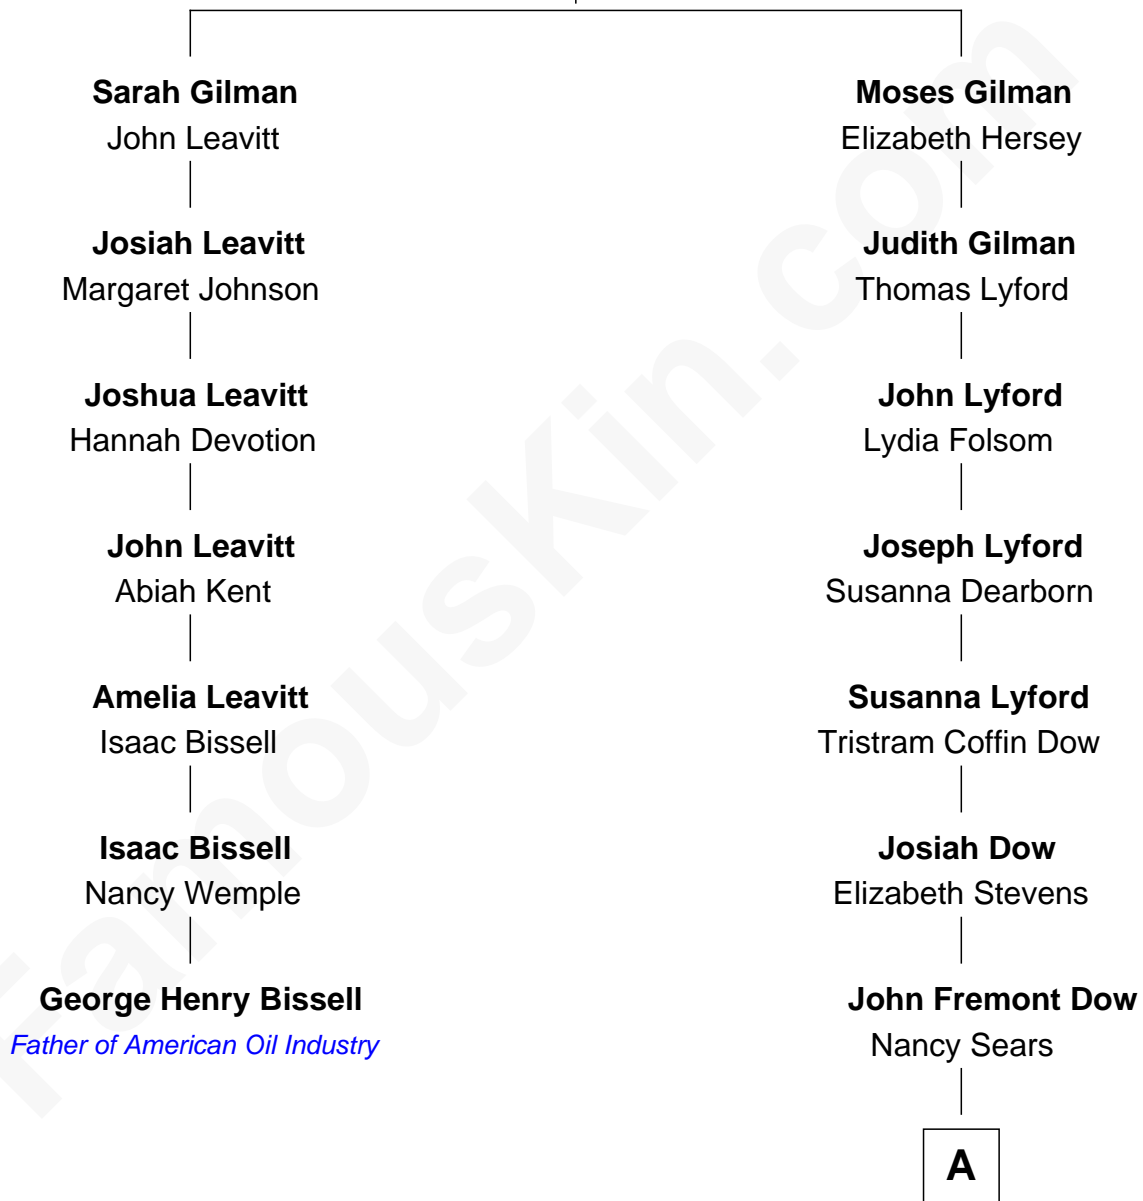 Sarah Gilman
John Leavitt
Josiah Leavitt
Margaret Johnson
Joshua Leavitt
Hannah Devotion
John Leavitt
Abiah Kent
Amelia Leavitt
Isaac Bissell
Isaac Bissell
Nancy Wemple
George Henry Bissell
Father of American Oil Industry
Moses Gilman
Elizabeth Hersey
Judith Gilman
Thomas Lyford
John Lyford
Lydia Folsom
Joseph Lyford
Susanna Dearborn
Susanna Lyford
Tristram Coffin Dow
Josiah Dow
Elizabeth Stevens
John Fremont Dow
Nancy Sears
A
FamousKin.com